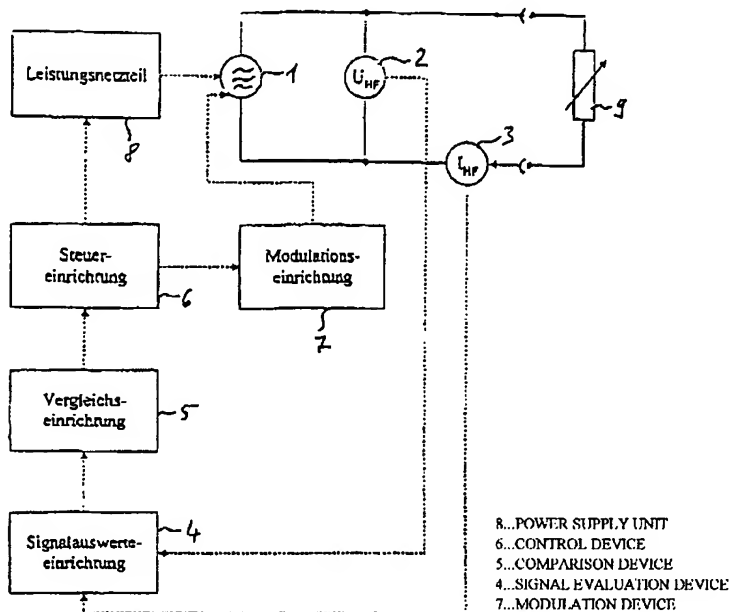 Leistungsnetzteil
8
1
U_HF
2
3
I_HF
9
Steuer-
einrichtung
6
Modulations-
einrichtung
7
Vergleichs-
einrichtung
5
Signalauswerte-
einrichtung
4
8...POWER SUPPLY UNIT
6...CONTROL DEVICE
5...COMPARISON DEVICE
4...SIGNAL EVALUATION DEVICE
7...MODULATION DEVICE